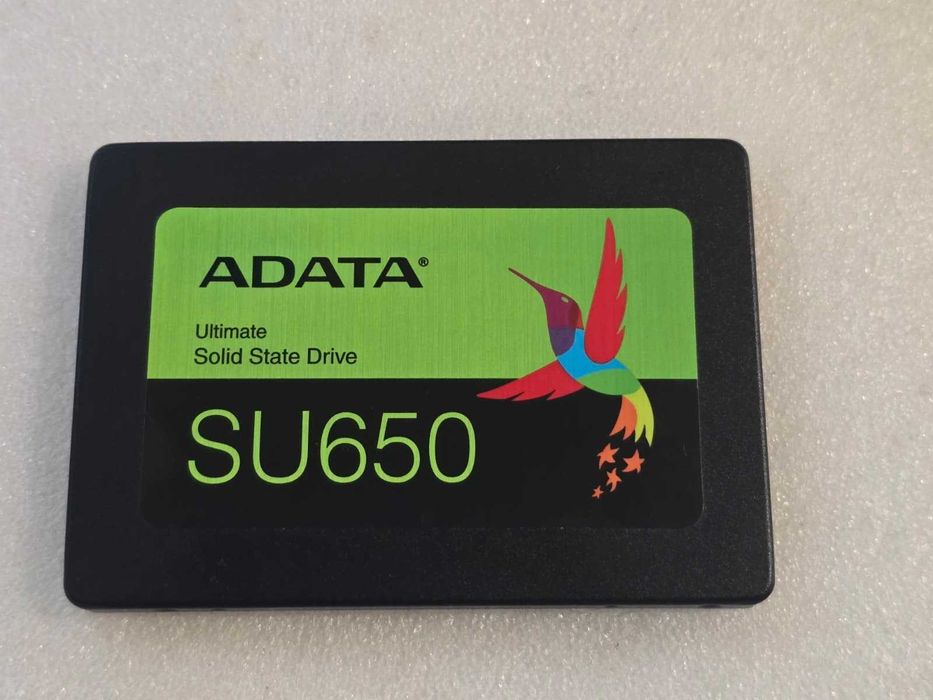 ADATA®
Ultimate
Solid State Drive
SU650